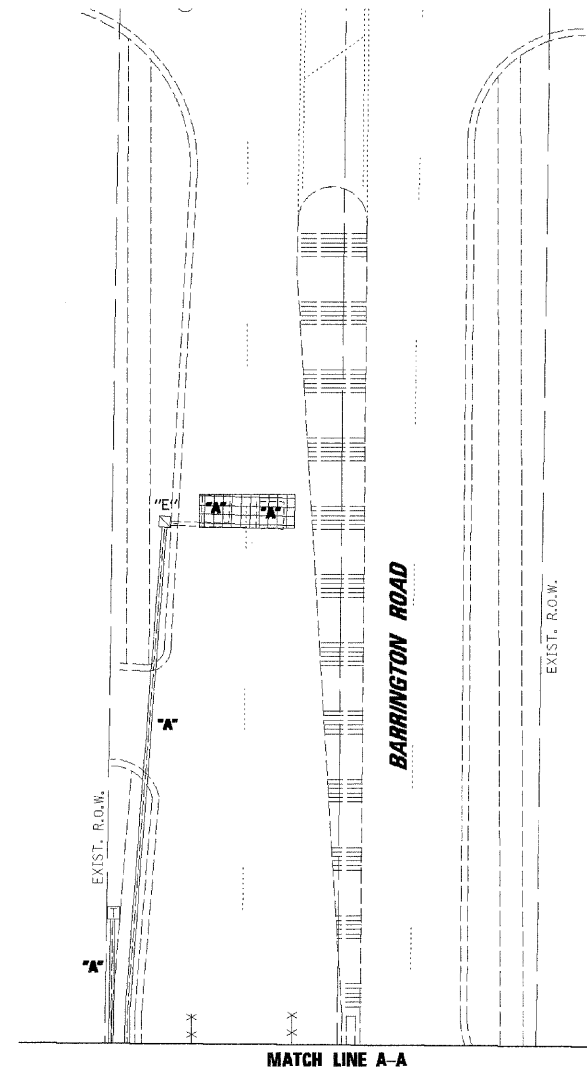 "E"
"A"
"A"
BARRINGTON ROAD
EXIST. R.O.W.
"A"
EXIST. R.O.W.
"A"
MATCH LINE A-A